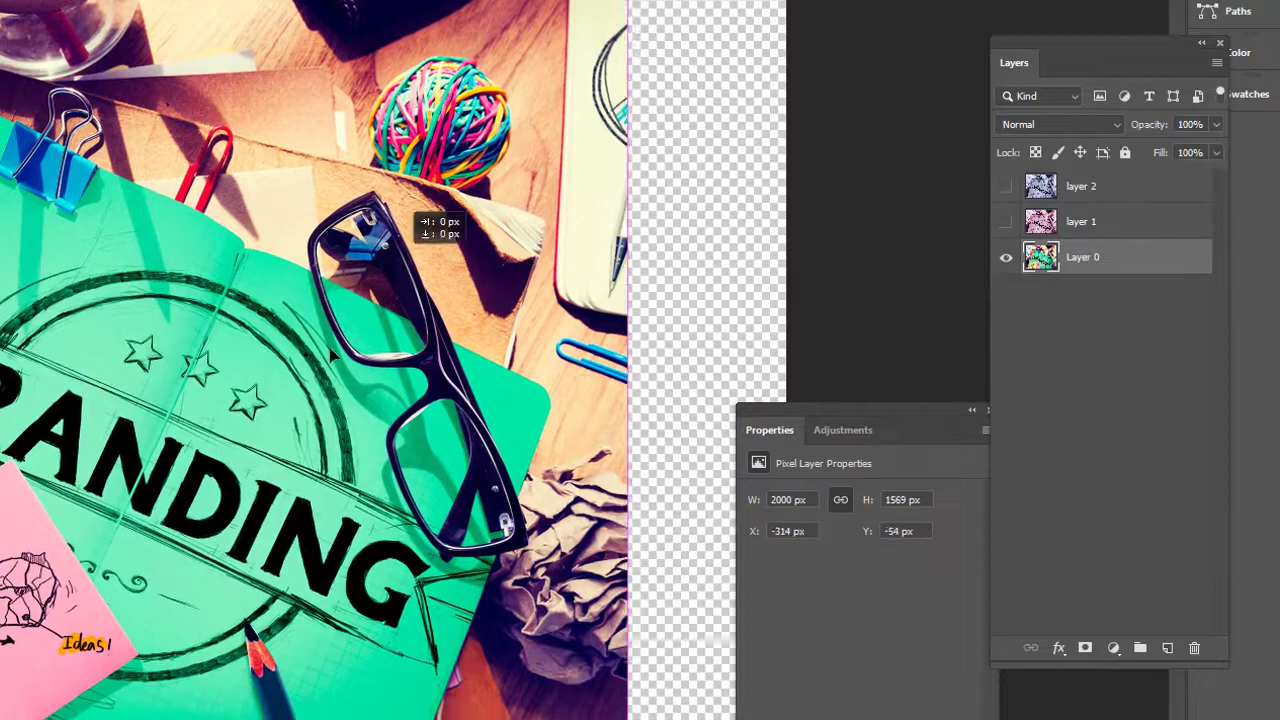 Paths
Color
Swatches
Layers
Kind
Normal
Opacity: 100%
Lock:
Fill: 100%
layer 2
layer 1
Layer 0
Properties
Adjustments
Pixel Layer Properties
W: 2000 px
H: 1569 px
X: -314 px
Y: -54 px
→: 0 px
↓: 0 px
RANDING
Ideas!